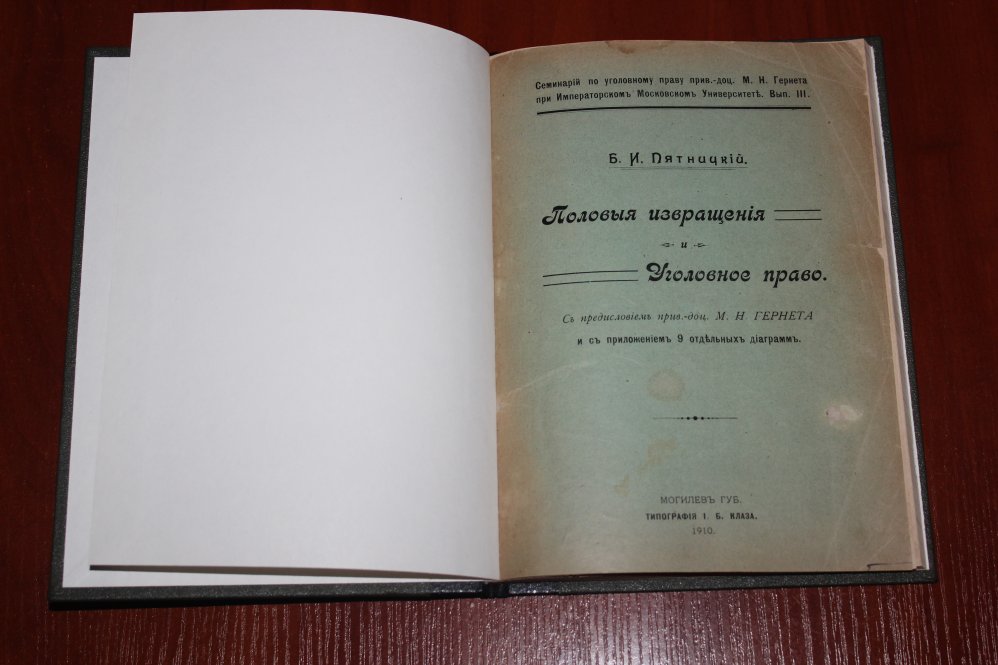 Семинарій по уголовному праву прив.-доц. М. Н. Гернета
при Императорскомъ Московскомъ Университетѣ. Вып. III.
Б. И. Пятницкій.
Половыя извращенія
и
Уголовное право.
Съ предисловіемъ прив.-доц. М. Н. ГЕРНЕТА
и съ приложеніемъ 9 отдѣльныхъ діаграммъ.
МОГИЛЕВЪ ГУБ.
ТИПОГРАФІЯ І. Б. КЛАЗА.
1910.